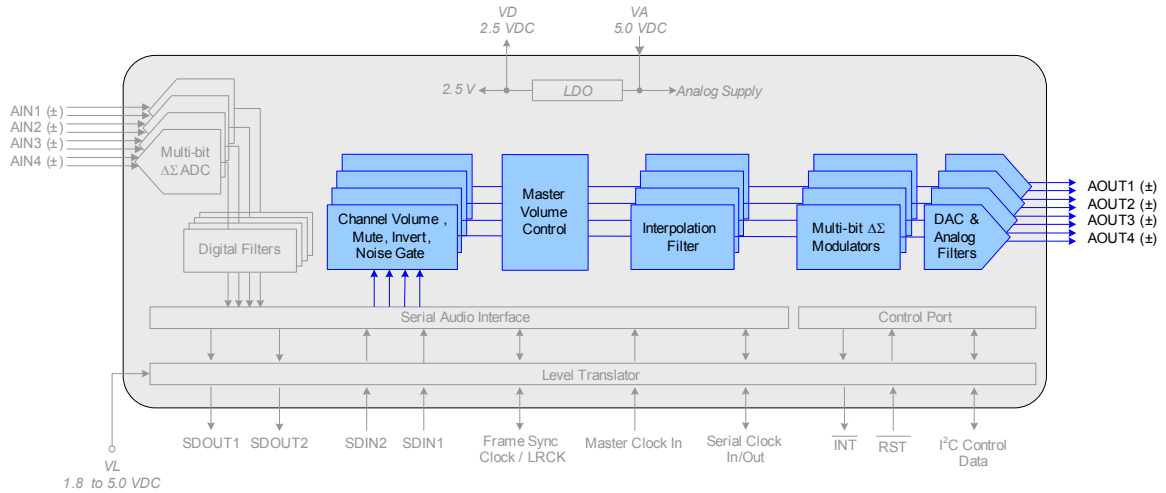 VD
2.5 VDC
VA
5.0 VDC
2.5 V
LDO
Analog Supply
AIN1 (±)
AIN2 (±)
AIN3 (±)
AIN4 (±)
Multi-bit
ΔΣ ADC
Digital Filters
Channel Volume ,
Mute, Invert,
Noise Gate
Master
Volume
Control
Interpolation
Filter
Multi-bit ΔΣ
Modulators
DAC &
Analog
Filters
AOUT1 (±)
AOUT2 (±)
AOUT3 (±)
AOUT4 (±)
Serial Audio Interface
Control Port
Level Translator
SDOUT1
SDOUT2
SDIN2
SDIN1
Frame Sync
Clock / LRCK
Master Clock In
Serial Clock
In/Out
INT
RST
I²C Control
Data
VL
1.8 to 5.0 VDC